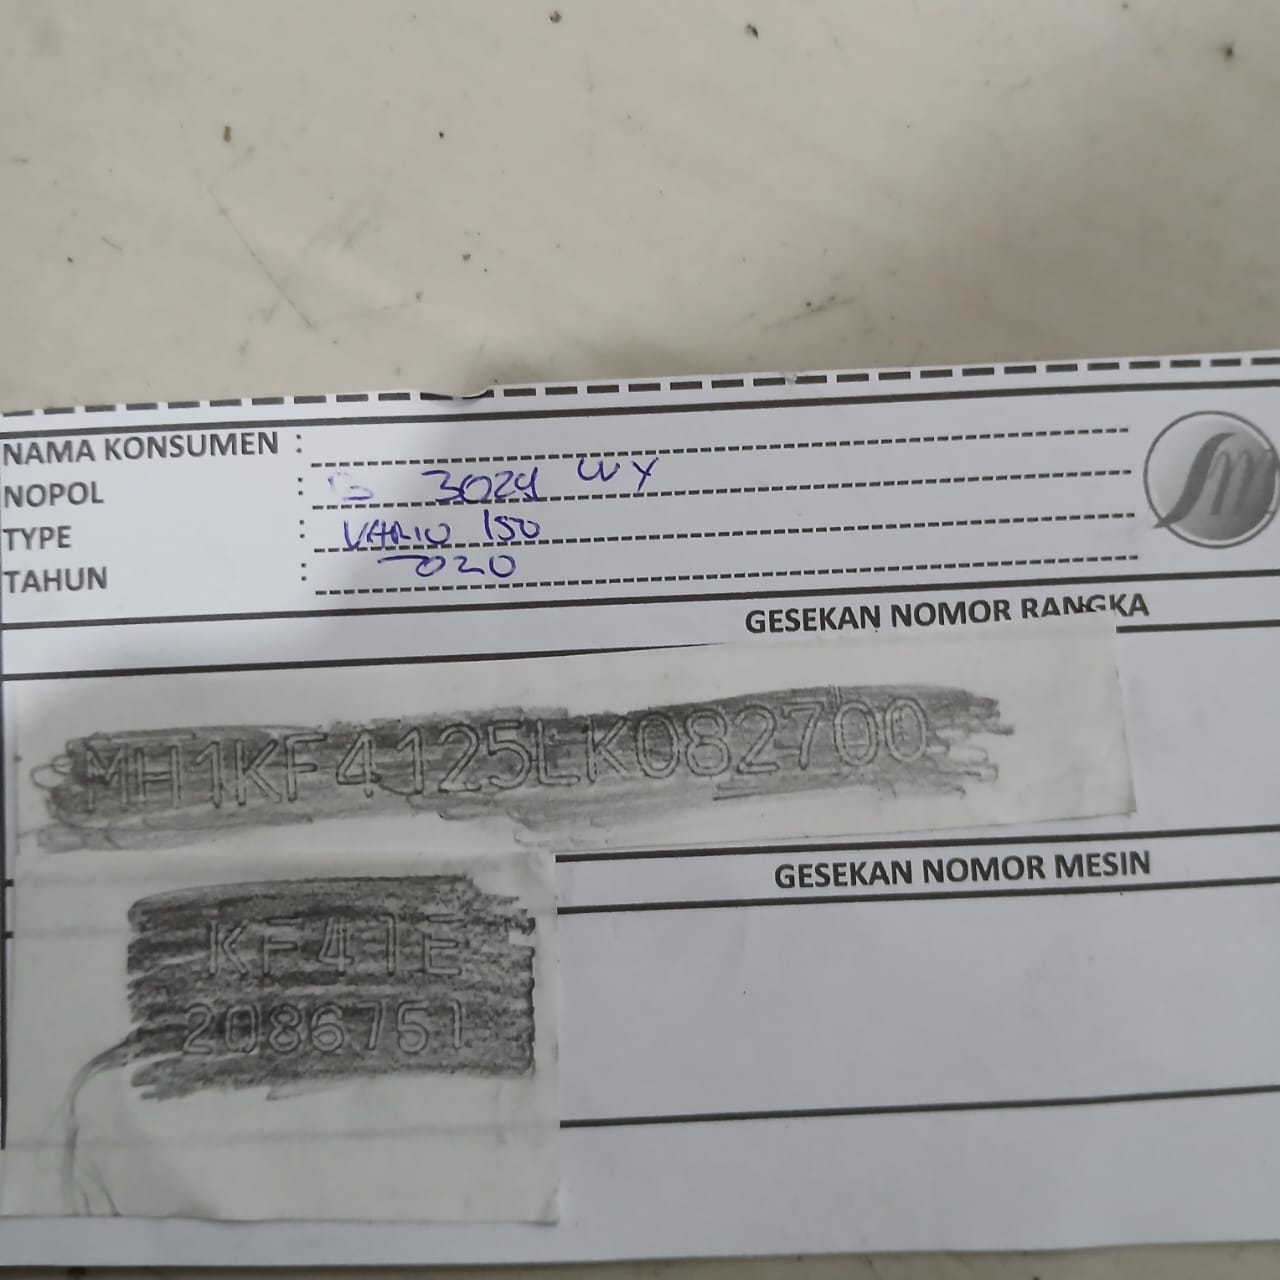 NAMA KONSUMEN :
NOPOL : B 3024 WY
TYPE : VARIO 150
TAHUN : 2020
GESEKAN NOMOR RANGKA
MH1KF4125LK082700
GESEKAN NOMOR MESIN
KF41E
2086751